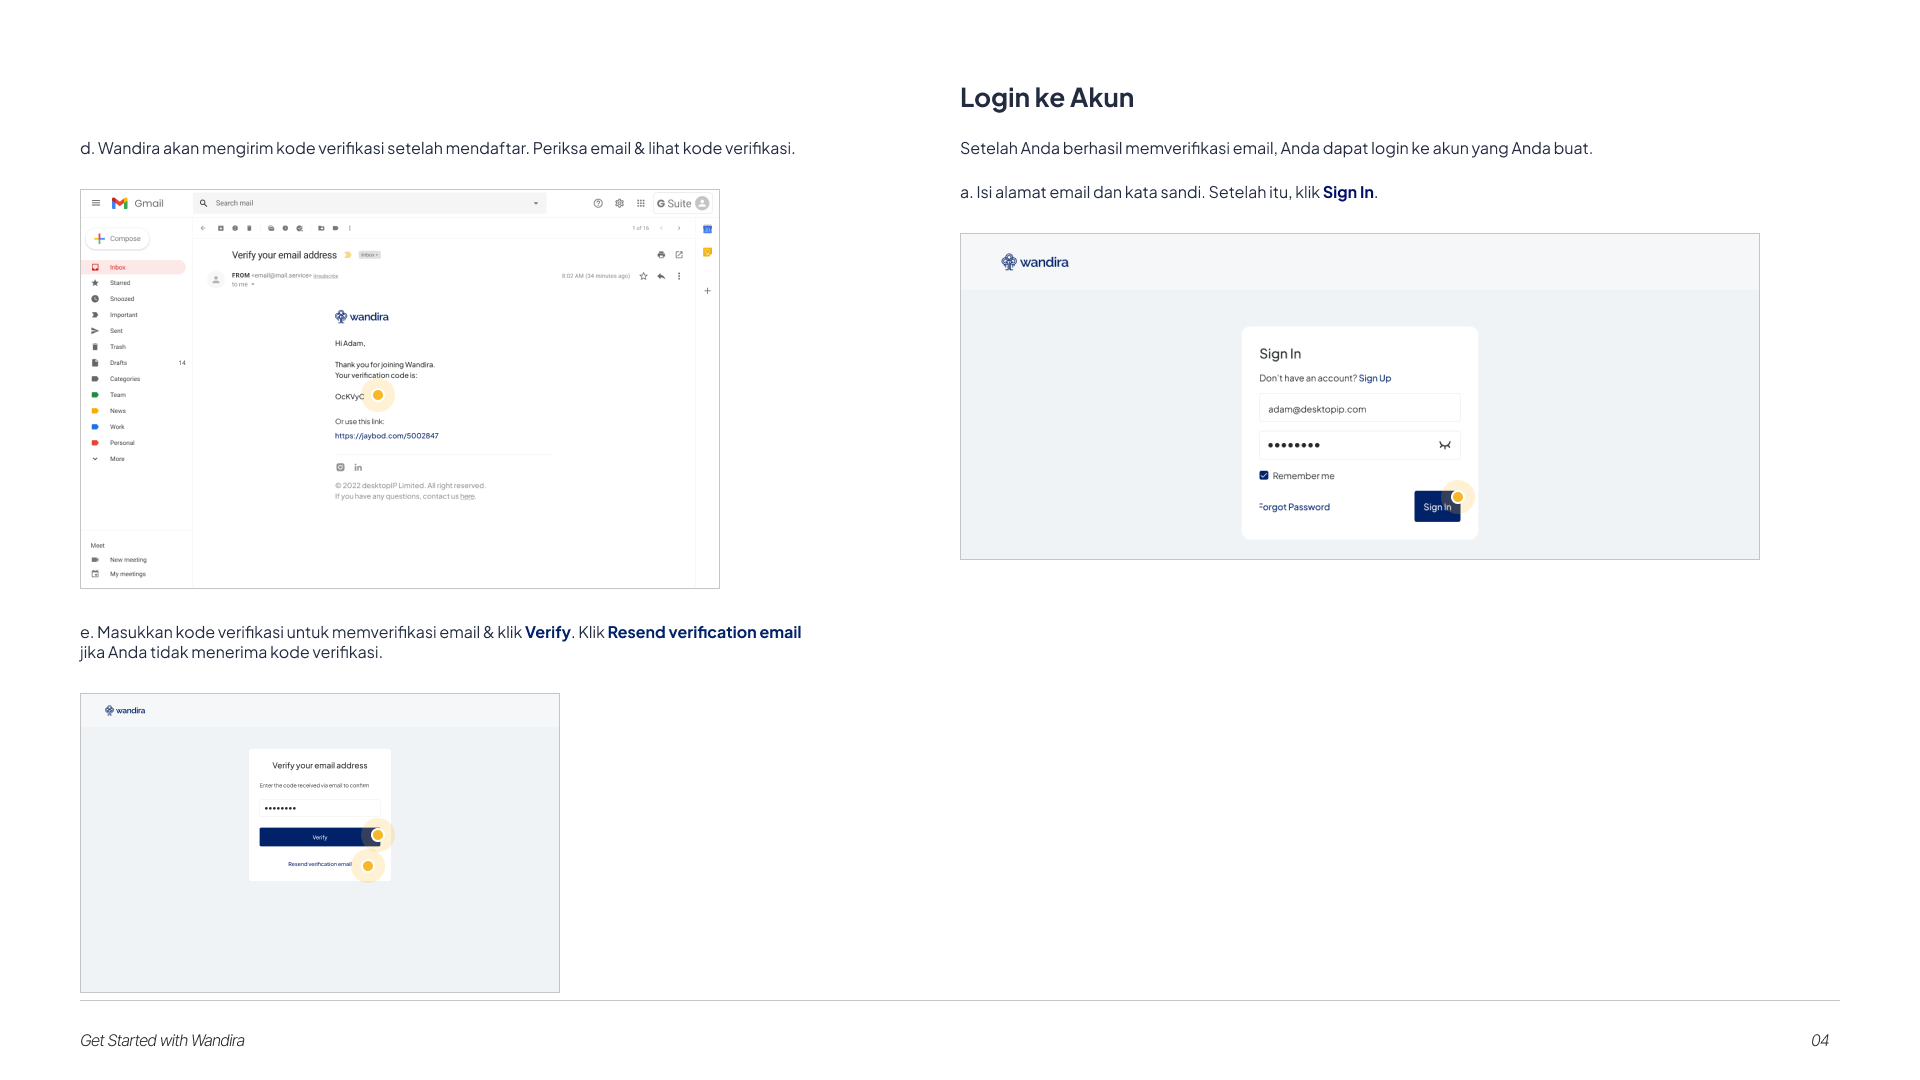 d. Wandira akan mengirim kode verifikasi setelah mendaftar. Periksa email & lihat kode verifikasi.
Gmail
Search mail
G Suite
Compose
1 of 15
Inbox
Starred
Snoozed
Important
Sent
Trash
Drafts 14
Categories
Team
News
Work
Personal
More
Meet
New meeting
My meetings
Verify your email address
Inbox
FROM <email@mail.service> Unsubscribe
to me
8:02 AM (34 minutes ago)
wandira
Hi Adam,
Thank you for joining Wandira.
Your verification code is:
Or use this link:
https://jaybod.com/5002847
© 2022 desktopIP Limited. All right reserved.
If you have any questions, contact us here.
e. Masukkan kode verifikasi untuk memverifikasi email & klik Verify. Klik Resend verification email
jika Anda tidak menerima kode verifikasi.
wandira
Verify your email address
Enter the code received via email to confirm
Verify
Resend verification email
Login ke Akun
Setelah Anda berhasil memverifikasi email, Anda dapat login ke akun yang Anda buat.
a. Isi alamat email dan kata sandi. Setelah itu, klik Sign In.
wandira
Sign In
Don't have an account? Sign Up
adam@desktopip.com
Remember me
Forgot Password
Sign In
Get Started with Wandira
04